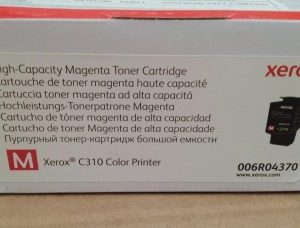 High-Capacity Magenta Toner Cartridge
Cartouche de toner magenta haute capacité
Cartuccia toner magenta ad alta capacità
Hochleistungs-Tonerpatrone Magenta
Cartucho de tóner magenta de alta capacidad
Cartucho de toner magenta de alta capacidade
Пурпурный тонер-картридж большой емкости
M Xerox® C310 Color Printer
xerox
006R04370
www.xerox.com